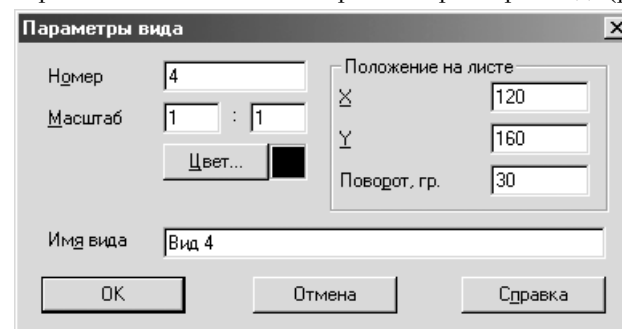 Параметры вида
Номер 4
Масштаб 1 : 1
Цвет...
Положение на листе
X 120
Y 160
Поворот, гр. 30
Имя вида Вид 4
OK Отмена Справка